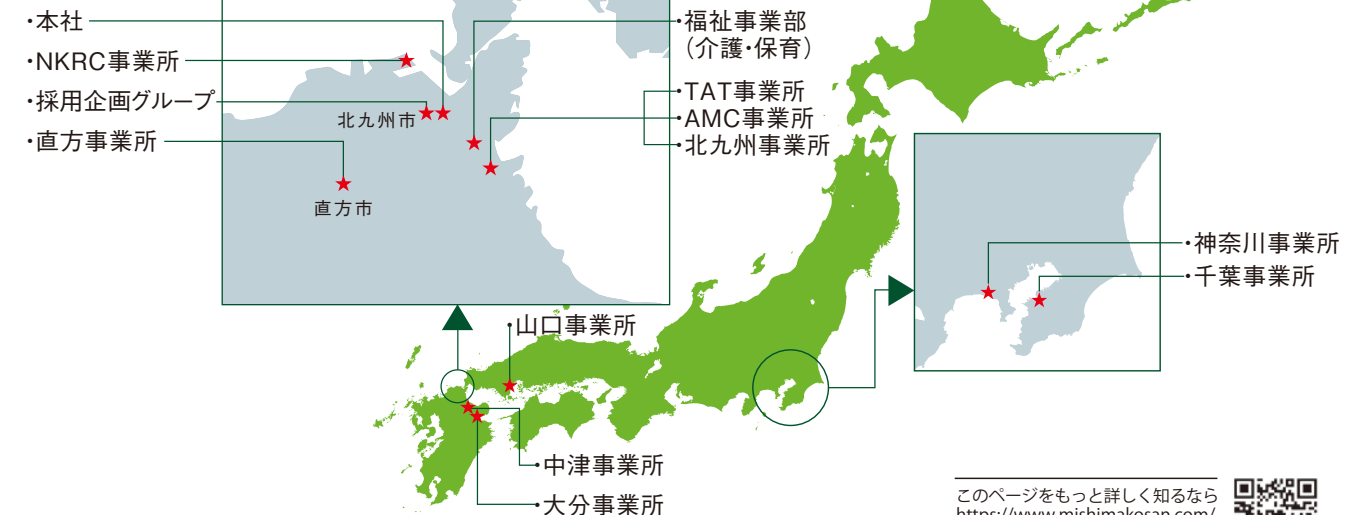 ・本社
・NKRC事業所
・採用企画グループ
・直方事業所
北九州市
直方市
・福祉事業部
（介護・保育）
・TAT事業所
・AMC事業所
・北九州事業所
・神奈川事業所
・千葉事業所
・山口事業所
・中津事業所
・大分事業所
このページをもっと詳しく知るなら
https://www.mishimakosan.com/